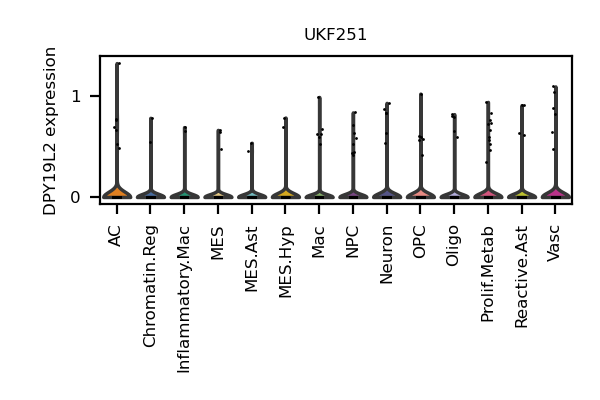 UKF251
DPY19L2 expression
1
0
AC
Chromatin.Reg
Inflammatory.Mac
MES
MES.Ast
MES.Hyp
Mac
NPC
Neuron
OPC
Oligo
Prolif.Metab
Reactive.Ast
Vasc